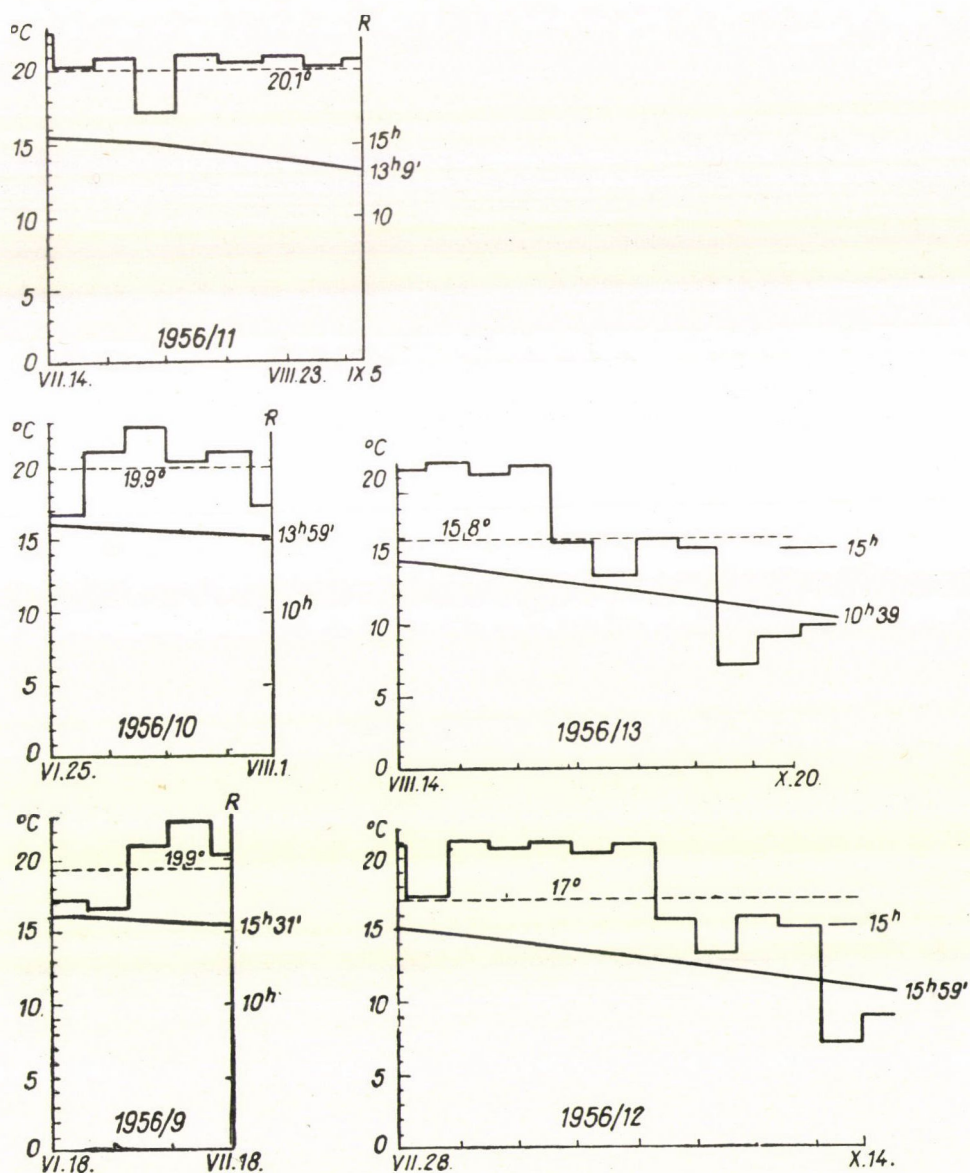 °C R
20
20,1°
15
15ʰ
13ʰ9'
10
10
5
0
1956/11
VII.14. VIII.23. IX 5
°C R
20
19,9°
15
13ʰ59'
10
10ʰ
5
0
1956/10
VI.25. VIII.1.
°C
20
15,8°
15
15ʰ
10
10ʰ39
5
0
1956/13
VIII.14. X.20.
°C R
20
19,9°
15
15ʰ31'
10
10ʰ
5
0
1956/9
VI.18. VII.18.
°C
20
17°
15
15ʰ
10
15ʰ59'
5
0
1956/12
VII.28. X.14.